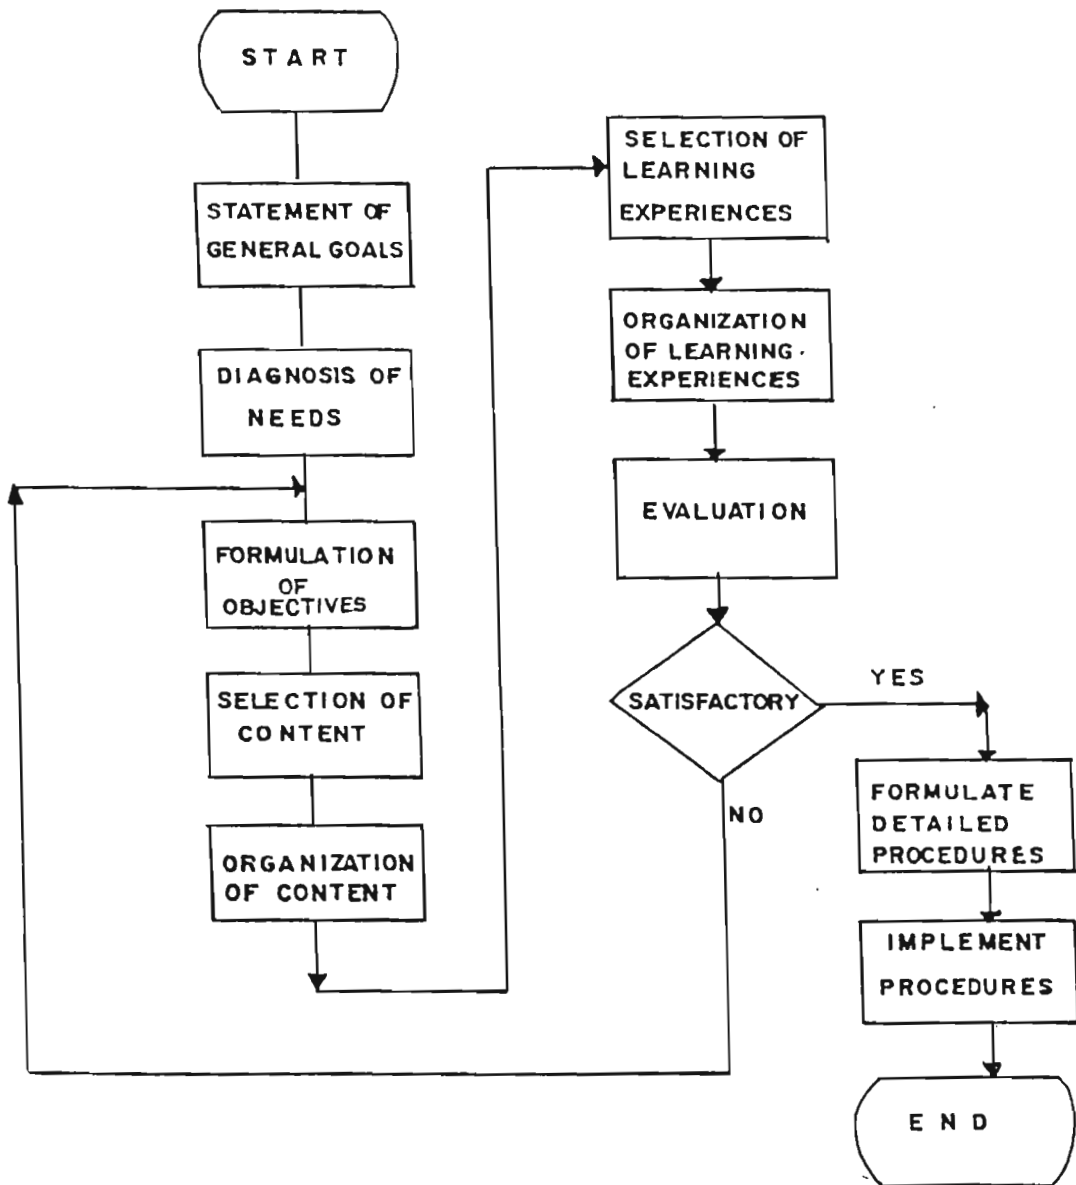 START
STATEMENT OF
GENERAL GOALS
DIAGNOSIS OF
NEEDS
FORMULATION
OF
OBJECTIVES
SELECTION OF
CONTENT
ORGANIZATION
OF CONTENT
SELECTION OF
LEARNING
EXPERIENCES
ORGANIZATION
OF LEARNING.
EXPERIENCES
EVALUATION
SATISFACTORY
YES
NO
FORMULATE
DETAILED
PROCEDURES
IMPLEMENT
PROCEDURES
END